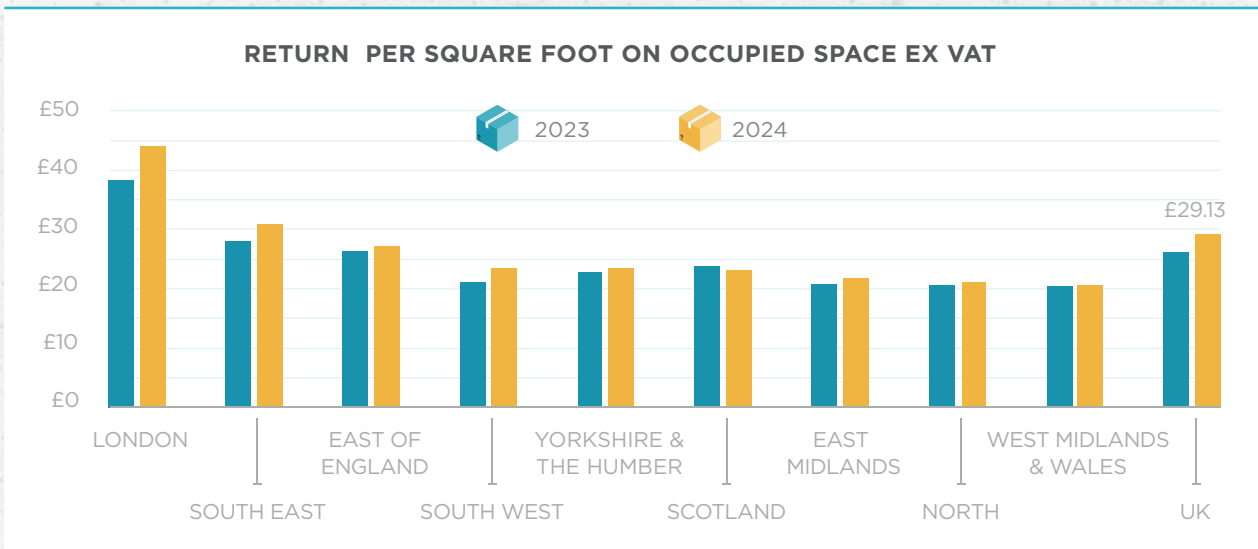 RETURN PER SQUARE FOOT ON OCCUPIED SPACE EX VAT
2023
2024
£50
£40
£30
£20
£10
£0
£29.13
LONDON
SOUTH EAST
EAST OF
ENGLAND
SOUTH WEST
YORKSHIRE &
THE HUMBER
SCOTLAND
EAST
MIDLANDS
NORTH
WEST MIDLANDS
& WALES
UK